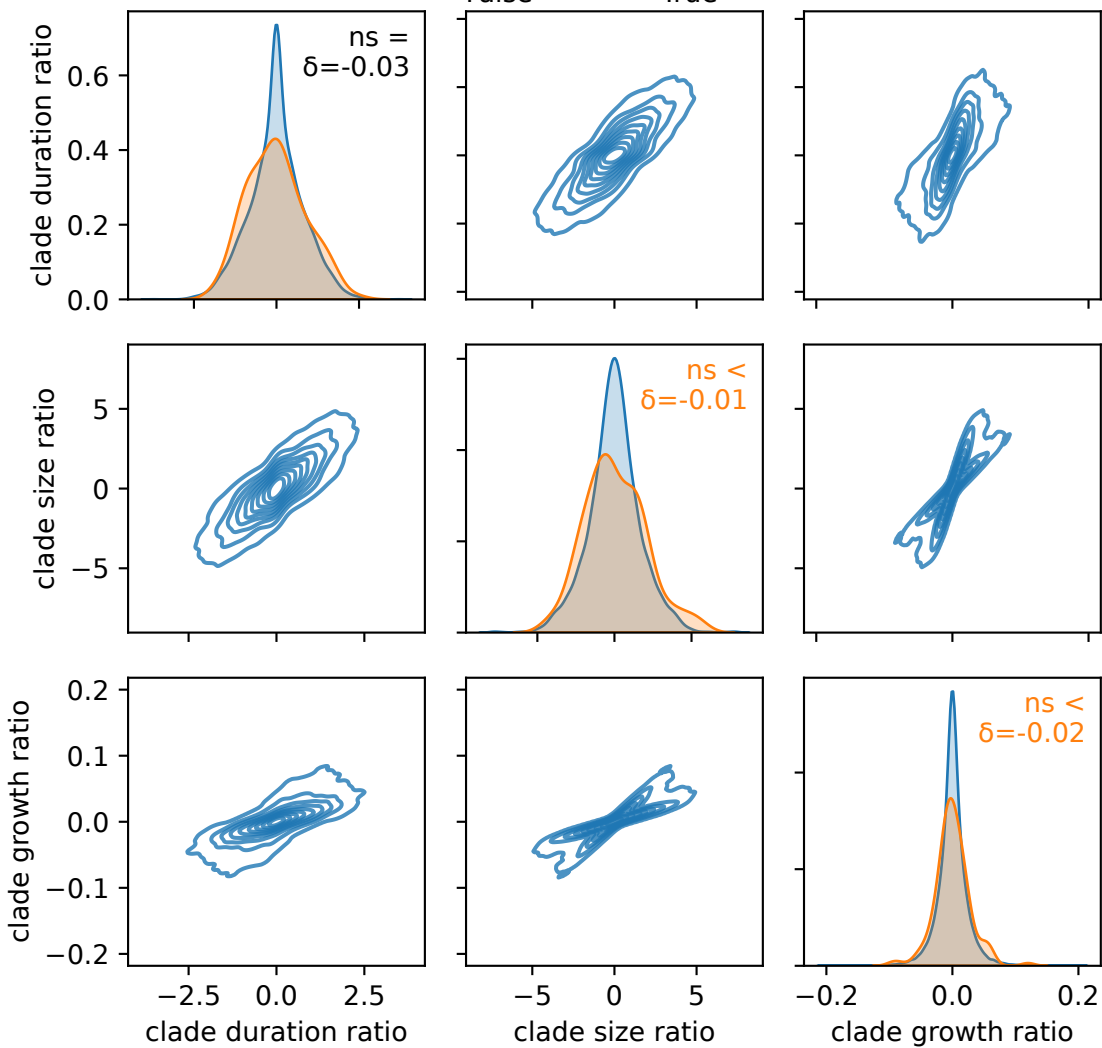 clade duration ratio
0.6
0.4
0.2
0.0
ns =
δ=-0.03
clade size ratio
5
0
−5
ns <
δ=-0.01
clade growth ratio
0.2
0.1
0.0
−0.1
−0.2
ns <
δ=-0.02
−2.5
0.0
2.5
−5
0
5
−0.2
0.0
0.2
clade duration ratio
clade size ratio
clade growth ratio